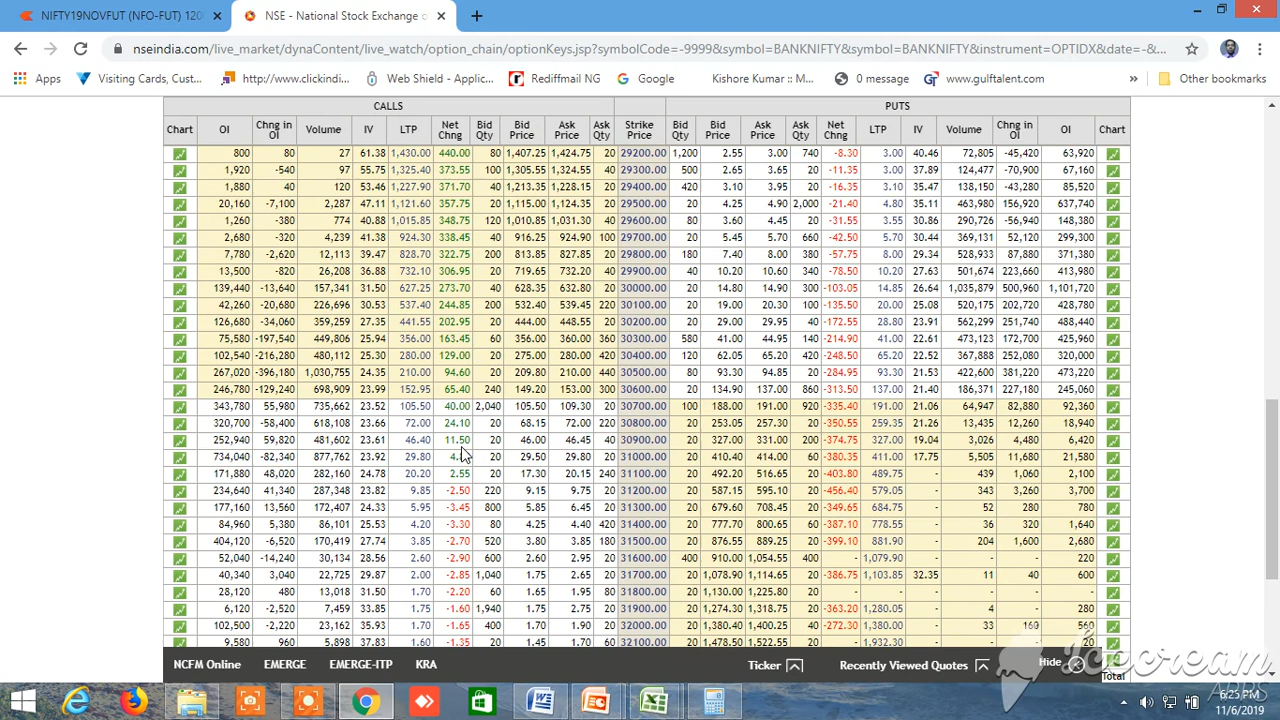 NIFTY19NOVFUT (NFO-FUT) 120
NSE - National Stock Exchange o
nseindia.com/live_market/dynaContent/live_watch/option_chain/optionKeys.jsp?symbolCode=-9999&symbol=BANKNIFTY&symbol=BANKNIFTY&instrument=OPTIDX&date=-&...
Apps Visiting Cards, Cust... http://www.clickindi... Web Shield - Applic... Rediffmail NG Google shore Kumar :: M... 0 message www.gulftalent.com » Other bookmarks
CALLS PUTS
Chart OI Chng in OI Volume IV LTP Net Chng Bid Qty Bid Price Ask Price Ask Qty Strike Price Bid Qty Bid Price Ask Price Ask Qty Net Chng LTP IV Volume Chng in OI OI Chart
800 80 27 61.38 1,430.00 440.00 80 1,407.25 1,424.75 20 29200.00 1,200 2.55 3.00 740 -8.30 3.00 40.46 72,805 -45,420 63,920
1,920 -540 97 55.75 1,325.40 373.55 100 1,305.55 1,324.55 40 29300.00 500 2.65 3.65 20 -11.35 3.00 37.89 124,477 -70,900 67,160
1,880 40 120 53.46 1,227.90 371.70 40 1,213.35 1,228.15 20 29400.00 420 3.10 3.95 20 -16.35 3.10 35.47 138,150 -43,280 85,520
20,160 -7,100 2,287 47.11 1,121.60 357.75 100 1,115.00 1,124.35 20 29500.00 20 4.25 4.90 2,000 -21.40 4.80 35.11 463,980 156,920 637,740
1,260 -380 774 40.88 1,015.85 348.75 120 1,010.85 1,031.30 40 29600.00 80 3.60 4.45 20 -31.55 3.55 30.86 290,726 -56,940 148,380
2,680 -320 4,239 41.38 924.30 338.45 40 916.25 924.90 100 29700.00 20 5.45 5.70 660 -42.50 5.70 30.44 369,131 52,120 299,300
7,780 -2,620 12,113 39.47 828.70 322.75 200 813.85 827.85 20 29800.00 180 7.40 8.00 380 -57.75 8.00 29.34 528,933 87,880 371,380
13,500 -820 26,208 36.88 732.10 306.95 20 719.65 732.20 40 29900.00 40 10.20 10.60 340 -78.50 10.20 27.63 501,674 223,660 413,980
139,440 -13,640 157,341 31.50 627.25 273.70 40 628.35 632.80 20 30000.00 20 14.80 14.90 300 -103.05 14.85 26.64 1,035,879 500,960 1,101,720
42,260 -20,680 226,696 30.53 537.40 244.85 200 532.40 539.45 220 30100.00 20 19.00 20.30 100 -135.50 20.00 25.08 520,175 202,720 428,780
126,680 -34,060 359,259 27.35 441.55 202.95 20 444.00 448.55 20 30200.00 20 29.00 29.95 40 -172.55 28.80 23.91 562,299 251,740 488,440
75,580 -197,540 449,806 25.94 356.00 163.45 60 356.00 360.00 360 30300.00 580 41.00 44.95 140 -214.90 41.00 22.61 473,123 172,700 425,960
102,540 -216,280 480,112 25.30 280.00 129.00 20 275.00 280.00 420 30400.00 120 62.05 65.20 420 -248.50 65.20 22.52 367,888 252,080 320,000
267,020 -396,180 1,030,755 24.35 210.00 94.60 20 209.80 210.00 440 30500.00 80 93.30 94.85 20 -284.95 93.30 21.53 422,600 381,220 473,220
246,780 -129,240 698,909 23.99 152.95 65.40 240 149.20 153.00 300 30600.00 20 134.90 137.00 860 -313.50 137.00 21.40 186,371 227,180 245,060
343,780 55,980 735,662 23.52 105.50 40.00 2,040 105.50 109.30 20 30700.00 100 188.00 191.00 920 -335.40 191.00 21.06 64,947 82,880 92,360
320,700 -58,400 618,108 23.66 72.00 24.10 20 68.15 72.00 220 30800.00 20 253.05 257.30 20 -350.55 259.35 21.26 13,435 12,260 18,940
252,940 59,820 481,602 23.61 46.40 11.50 20 46.00 46.45 40 30900.00 20 327.00 331.00 200 -374.75 327.00 19.04 3,026 4,480 6,420
734,040 -82,340 877,762 23.92 29.80 20 29.50 29.80 20 31000.00 20 410.40 414.00 60 -380.35 411.00 17.75 5,505 11,680 21,580
171,880 48,020 282,160 24.78 20.20 2.55 20 17.30 20.15 240 31100.00 20 492.20 516.65 20 -403.80 489.75 - 439 1,060 2,100
234,640 41,340 287,348 23.82 9.85 -2.50 220 9.15 9.75 20 31200.00 20 587.15 595.10 20 -456.40 579.05 - 343 3,260 3,700
177,160 13,560 172,407 24.33 5.95 -3.45 800 5.85 6.45 20 31300.00 20 679.60 708.45 20 -349.65 684.75 - 52 280 780
84,960 5,380 86,101 25.53 4.20 -3.30 80 4.25 4.40 420 31400.00 20 777.70 800.65 60 -387.10 778.55 - 36 320 1,640
404,120 -6,520 170,419 27.74 3.85 -2.70 520 3.80 3.85 180 31500.00 20 876.55 889.25 20 -399.10 881.90 - 204 1,600 2,680
52,040 -14,240 30,134 28.56 2.60 -2.90 600 2.60 2.95 20 31600.00 400 910.00 1,054.55 400 - 1,079.90 - - - 220
40,340 3,040 22,725 29.87 2.00 -2.85 1,040 1.75 2.65 20 31700.00 20 1,078.90 1,114.65 20 -386.75 1,103.85 32.35 11 40 600
28,120 480 13,018 31.50 1.70 -2.20 60 1.65 1.95 80 31800.00 20 1,130.00 1,225.80 20 - - - - - -
6,120 -2,520 7,459 33.85 1.75 -1.60 1,940 1.75 2.75 20 31900.00 20 1,274.30 1,318.75 20 -363.20 1,280.05 - 4 - 280
102,500 -2,220 23,162 35.93 1.70 -1.65 400 1.70 1.90 20 32000.00 20 1,380.40 1,400.25 40 -272.30 1,380.00 - 33 160 560
9,580 960 5,898 37.83 1.60 -1.35 20 1.45 1.70 60 32100.00 20 1,478.50 1,522.55 20 - 1,932.30 - - - 20
NCFM Online EMERGE EMERGE-ITP KRA Ticker Recently Viewed Quotes Hide
Total
Icecream
APPS
6:25 PM
11/6/2019